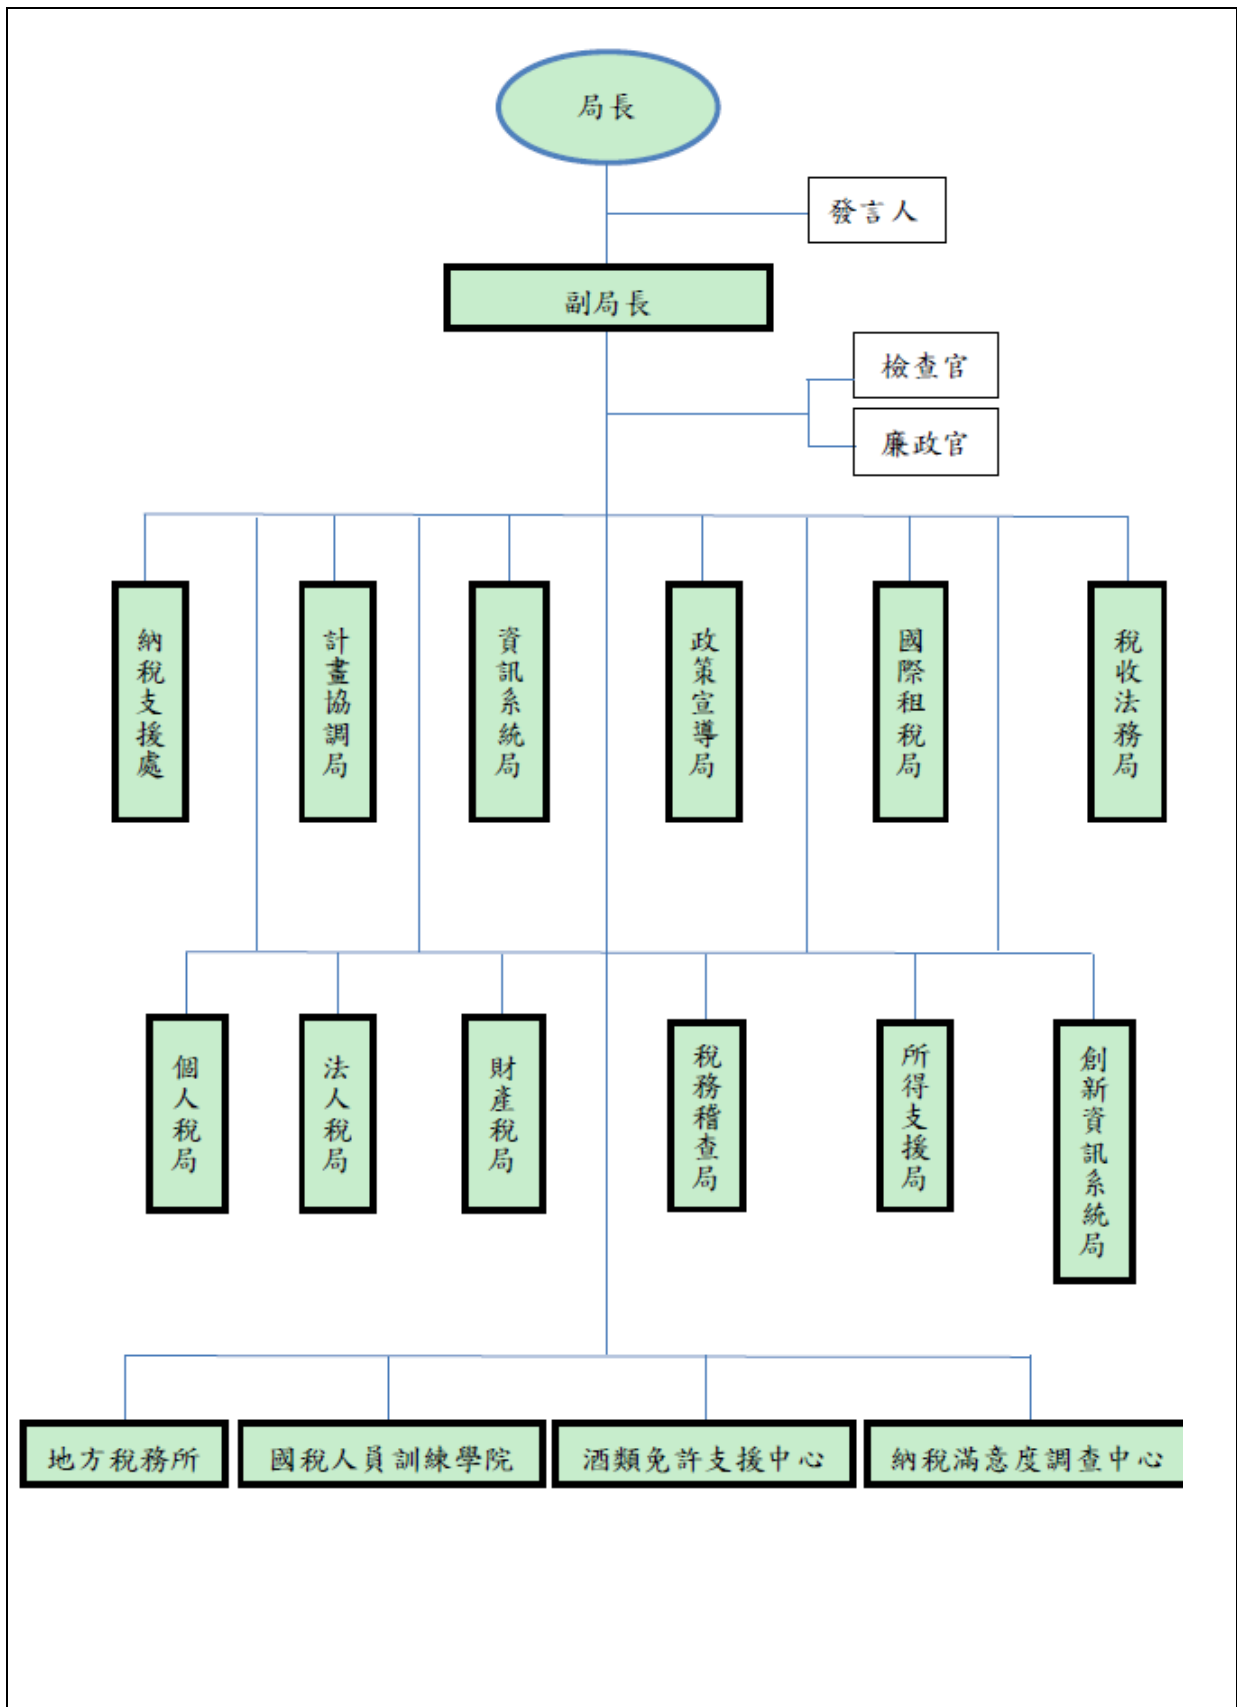 局長
發言人
副局長
檢查官
廉政官
納稅支援處
計畫協調局
資訊系統局
政策宣導局
國際租稅局
稅收法務局
個人稅局
法人稅局
財產稅局
稅務稽查局
所得支援局
創新資訊系統局
地方稅務所
國稅人員訓練學院
酒類免許支援中心
納稅滿意度調查中心